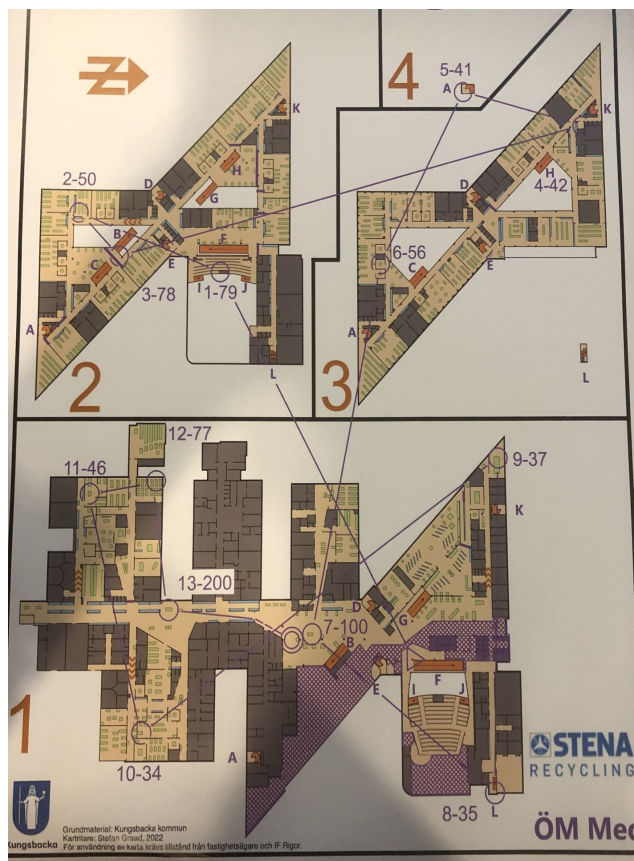 Z
2-50
D
K
H
G
B
C
F
E
3-78
I
1-79
J
A
L
2
4
5-41
A
K
H
4-42
D
6-56
C
E
A
3
L
12-77
11-46
9-37
K
13-200
D
G
7-100
B
F
E
I
J
1
A
10-34
8-35
L
STENA
RECYCLING
ÖM Med
Kungsbacka
Grundmaterial: Kungsbacka kommun
Kartritare: Stefan Graad, 2022
För användning av karta krävs tillstånd från fastighetsägare och IF Rigor.